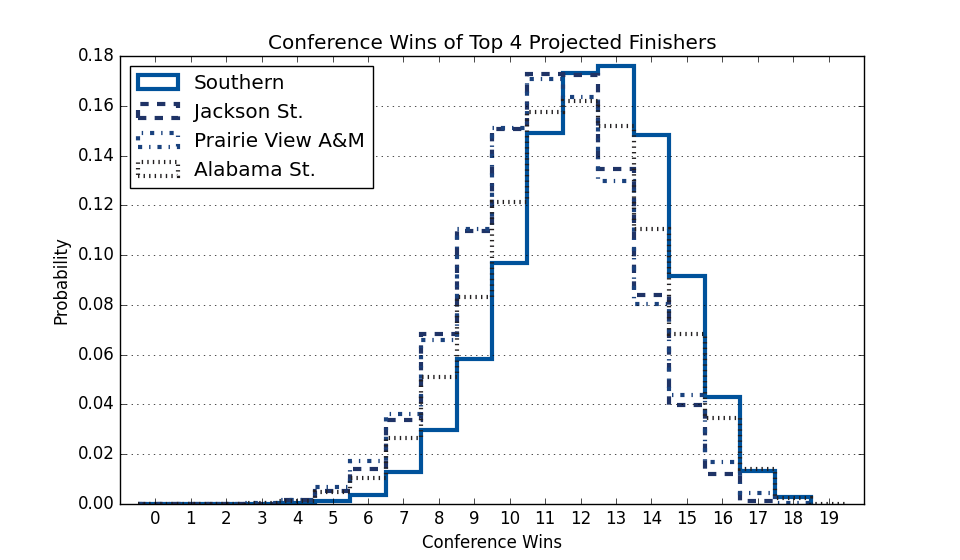 Conference Wins of Top 4 Projected Finishers
0.18
0.16
0.14
0.12
0.10
0.08
0.06
0.04
0.02
0.00
Probability
Southern
Jackson St.
Prairie View A&M
Alabama St.
0 1 2 3 4 5 6 7 8 9 10 11 12 13 14 15 16 17 18 19
Conference Wins